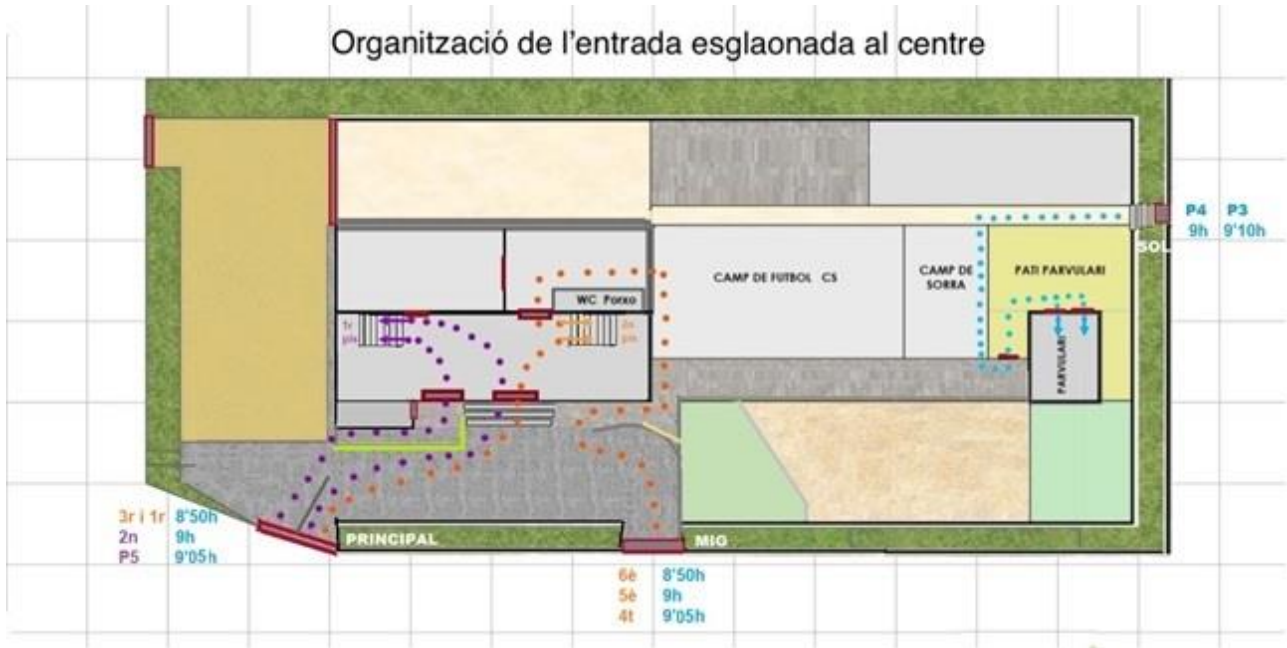 Organització de l'entrada esglaonada al centre
P4 P3
9h 9'10h
SOL
CAMP DE FUTBOL CS
CAMP DE
SORRA
PATI PARVULARI
WC Porxo
1r
pis
2n
pis
PARVULARI
3r i 1r 8'50h
2n 9h
P5 9'05h
PRINCIPAL
MIG
6è 8'50h
5è 9h
4t 9'05h